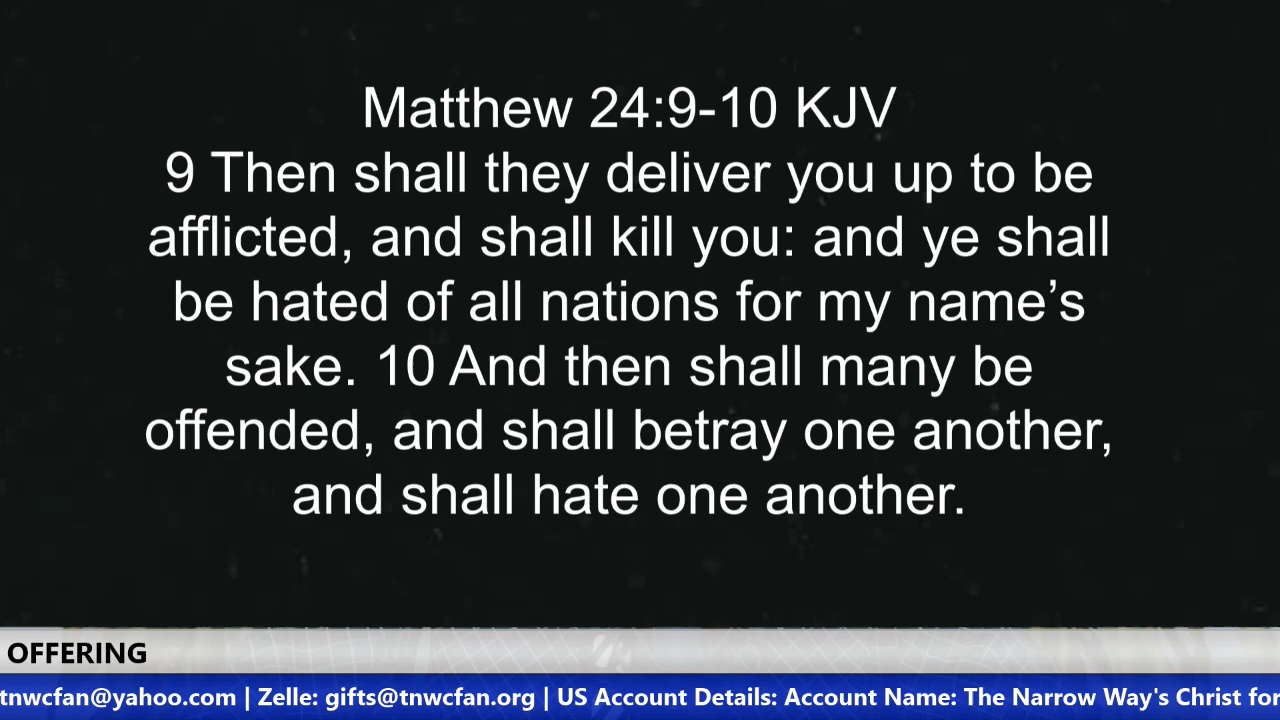 Matthew 24:9-10 KJV
9 Then shall they deliver you up to be
afflicted, and shall kill you: and ye shall
be hated of all nations for my name’s
sake. 10 And then shall many be
offended, and shall betray one another,
and shall hate one another.
OFFERING
tnwcfan@yahoo.com | Zelle: gifts@tnwcfan.org | US Account Details: Account Name: The Narrow Way's Christ for